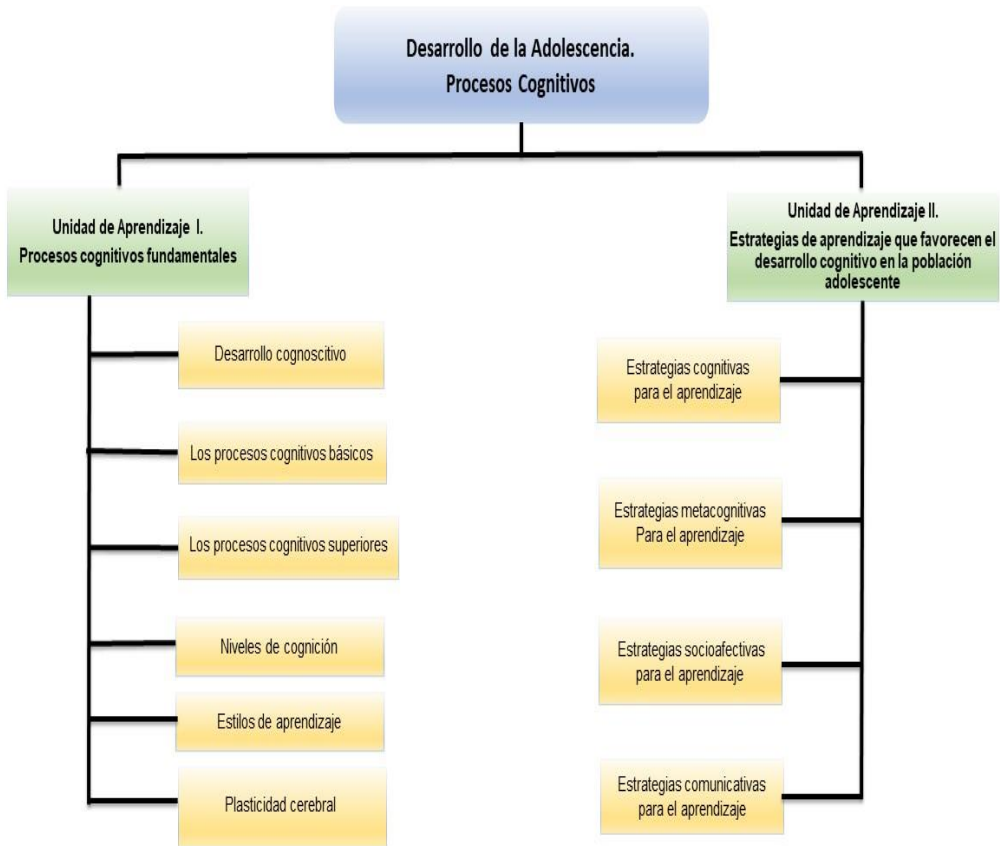 Desarrollo de la Adolescencia.
Procesos Cognitivos
Unidad de Aprendizaje I.
Procesos cognitivos fundamentales
Desarrollo cognoscitivo
Los procesos cognitivos básicos
Los procesos cognitivos superiores
Niveles de cognición
Estilos de aprendizaje
Plasticidad cerebral
Unidad de Aprendizaje II.
Estrategias de aprendizaje que favorecen el
desarrollo cognitivo en la población
adolescente
Estrategias cognitivas
para el aprendizaje
Estrategias metacognitivas
Para el aprendizaje
Estrategias socioafectivas
para el aprendizaje
Estrategias comunicativas
para el aprendizaje